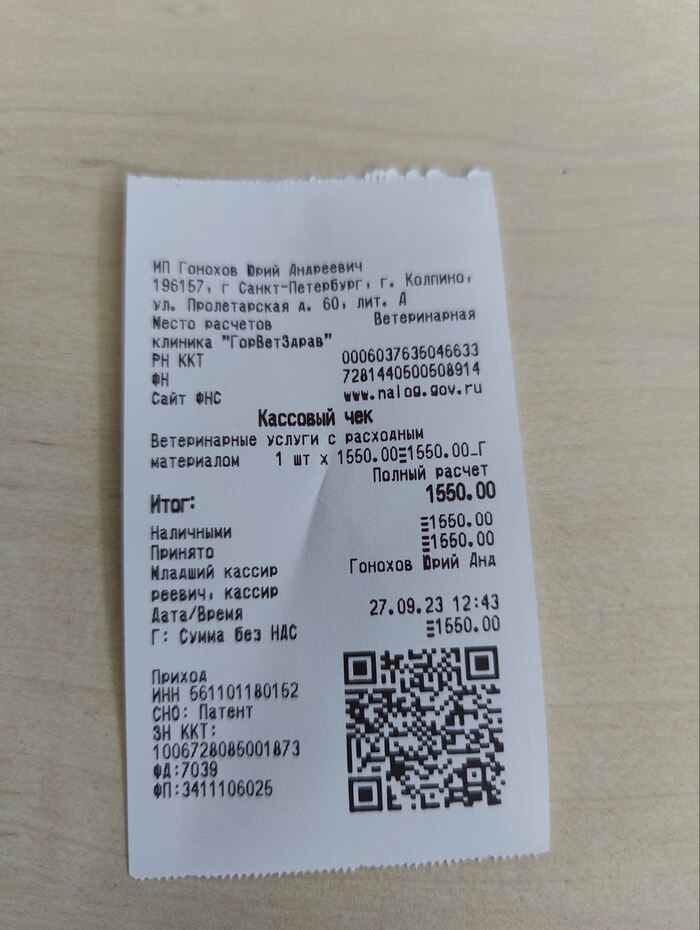 ИП Гонохов Юрий Андреевич
196157, г Санкт-Петербург, г. Колпино,
ул. Пролетарская д. 60, лит. А
Место расчетов Ветеринарная
клиника "ГорВетЗдрав"
РН ККТ 0006037635046633
ФН 7281440500508914
Сайт ФНС www.nalog.gov.ru
Кассовый чек
Ветеринарные услуги с расходным
материалом 1 шт х 1550.00≡1550.00_Г
Полный расчет
Итог: 1550.00
Наличными ≡1550.00
Принято ≡1550.00
Младший кассир Гонохов Юрий Анд
реевич, кассир
Дата/Время 27.09.23 12:43
Г: Сумма без НДС ≡1550.00
Приход
ИНН 561101180152
СНО: Патент
ЗН ККТ:
1006728085001873
ФД:7039
ФП:3411106025